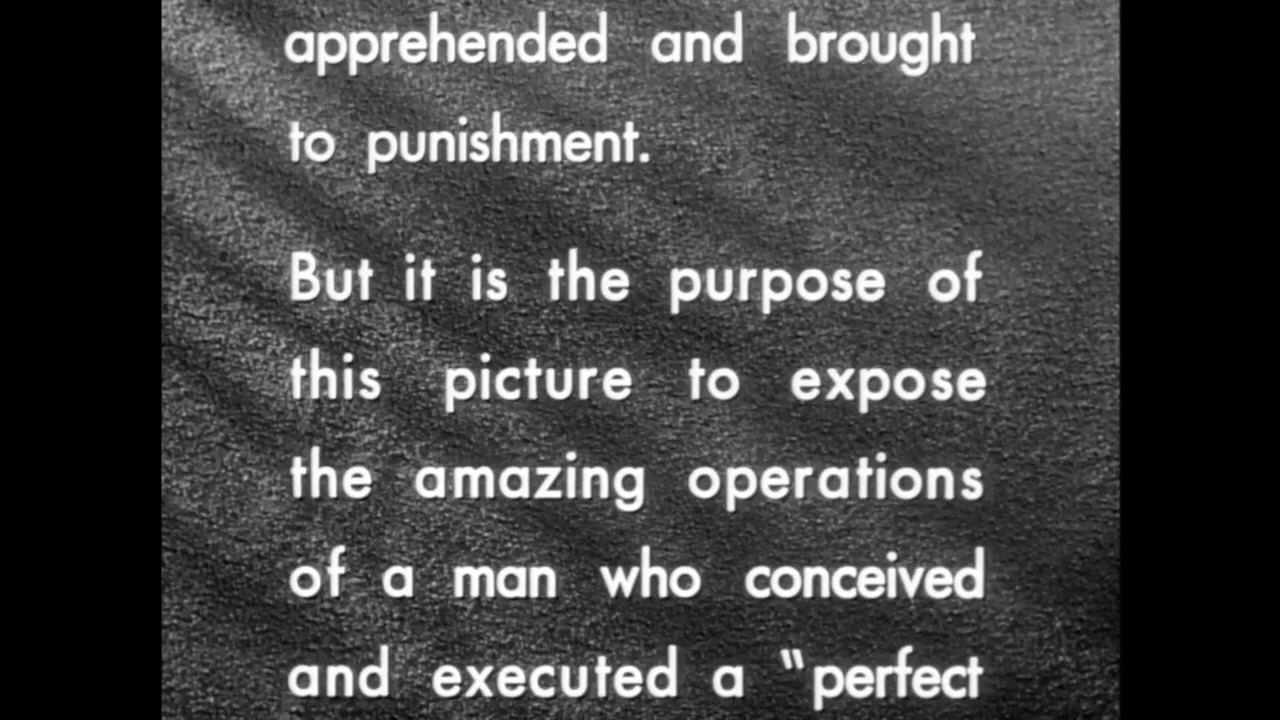 apprehended and brought
to punishment.
But it is the purpose of
this picture to expose
the amazing operations
of a man who conceived
and executed a "perfect